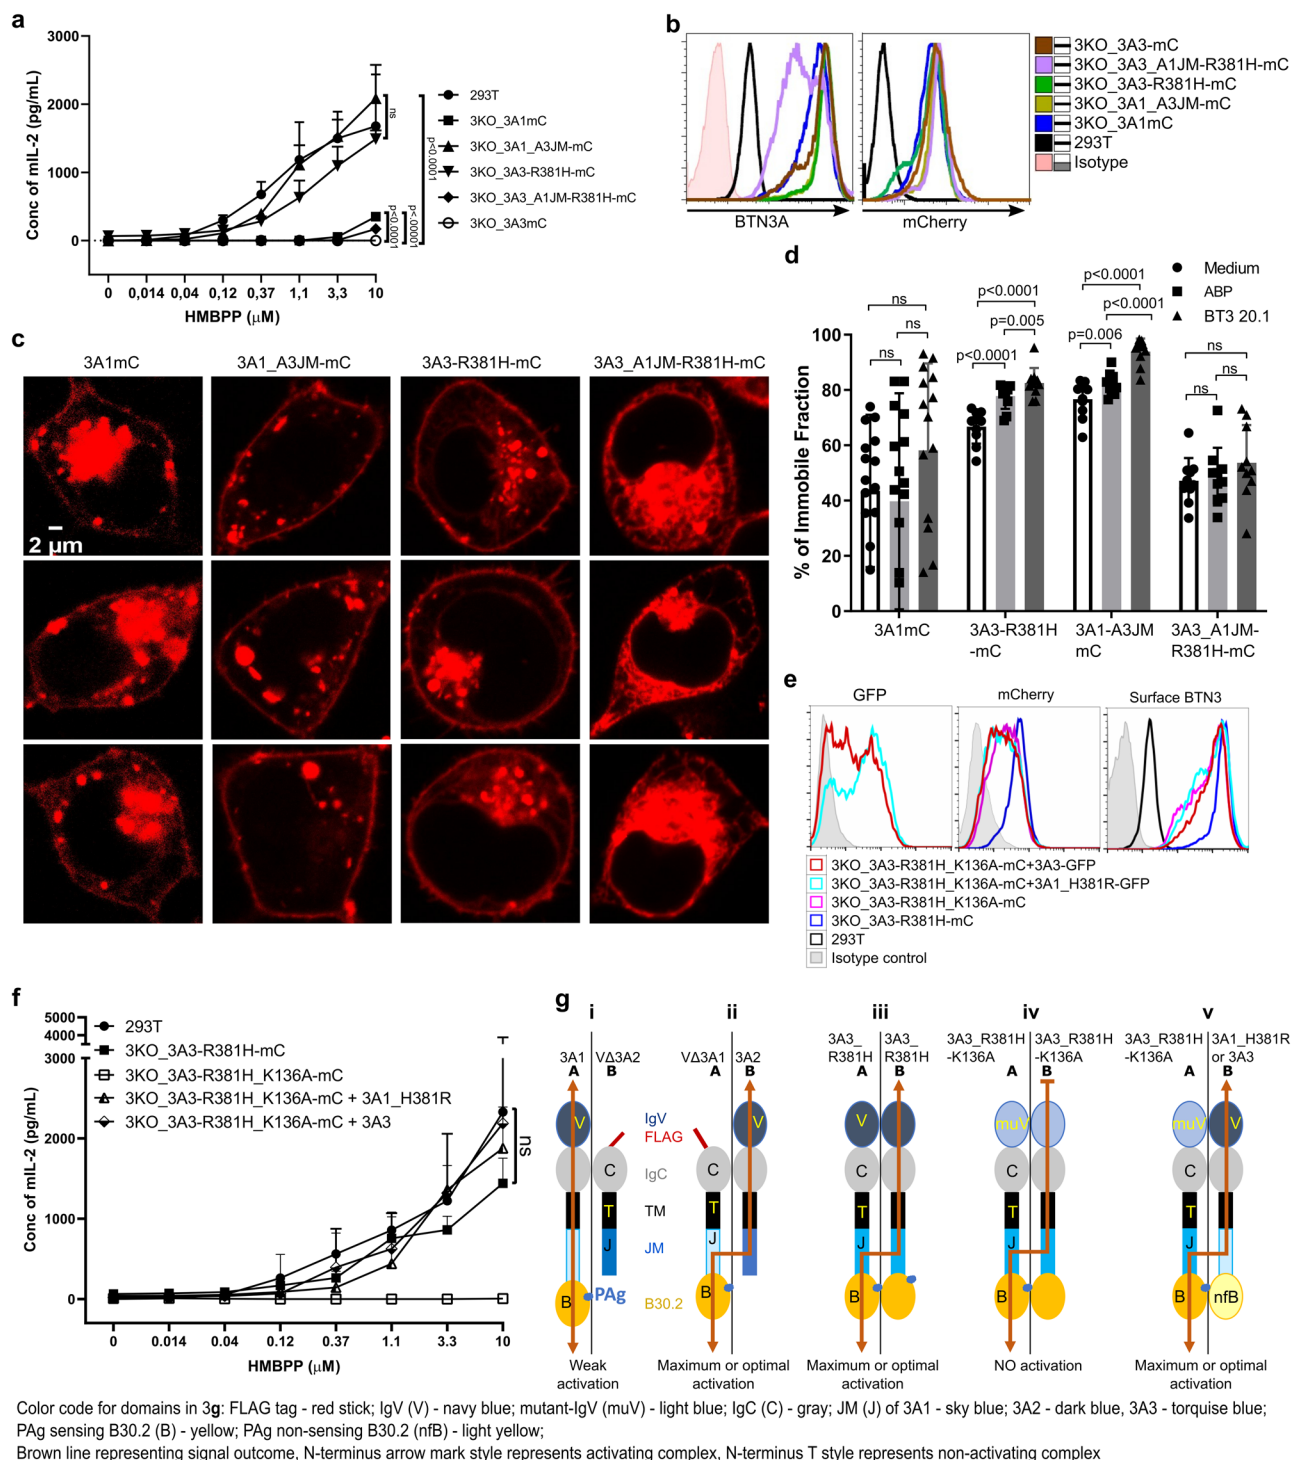 a
3000
2000
1000
0
Conc of mIL-2 (pg/mL)
0 0,014 0,04 0,12 0,37 1,1 3,3 10
HMBPP (µM)
ns
p<0.0001
p<0.0001
p<0.00001
293T
3KO_3A1mC
3KO_3A1_A3JM-mC
3KO_3A3-R381H-mC
3KO_3A3_A1JM-R381H-mC
3KO_3A3mC
b
BTN3A
mCherry
3KO_3A3-mC
3KO_3A3_A1JM-R381H-mC
3KO_3A3-R381H-mC
3KO_3A1_A3JM-mC
3KO_3A1mC
293T
Isotype
c
3A1mC 3A1_A3JM-mC 3A3-R381H-mC 3A3_A1JM-R381H-mC
2 µm
d
Medium
ABP
BT3 20.1
% of Immobile Fraction
100
80
60
40
20
0
ns
ns
ns
p<0.0001
p=0.005
p<0.0001
p<0.0001
p<0.0001
p=0.006
ns
ns
ns
3A1mC
3A3-R381H
-mC
3A1-A3JM
mC
3A3_A1JM-
R381H-mC
e
GFP mCherry Surface BTN3
3KO_3A3-R381H_K136A-mC+3A3-GFP
3KO_3A3-R381H_K136A-mC+3A1_H381R-GFP
3KO_3A3-R381H_K136A-mC
3KO_3A3-R381H-mC
293T
Isotype control
f
5000
4000
3000
2000
1000
0
Conc of mIL-2 (pg/mL)
293T
3KO_3A3-R381H-mC
3KO_3A3-R381H_K136A-mC
3KO_3A3-R381H_K136A-mC + 3A1_H381R
3KO_3A3-R381H_K136A-mC + 3A3
ns
0 0.014 0.04 0.12 0.37 1.1 3.3 10
HMBPP (µM)
g
i ii iii iv v
3A1 VΔ3A2
A B
VΔ3A1 3A2
A B
3A3_
R381H
3A3_
R381H
A B
3A3_R381H
-K136A
3A3_R381H
-K136A
A B
3A3_R381H
-K136A
3A1_H381R
or 3A3
A B
V IgV V V muV muV V
FLAG
C IgC C C C C
T TM T T T T
J JM J J J J
B PAg B30.2 B B B B nfB
Weak
activation
Maximum or optimal
activation
Maximum or optimal
activation
NO activation
Maximum or optimal
activation
Color code for domains in 3g: FLAG tag - red stick; IgV (V) - navy blue; mutant-IgV (muV) - light blue; IgC (C) - gray; JM (J) of 3A1 - sky blue; 3A2 - dark blue, 3A3 - torquise blue;
PAg sensing B30.2 (B) - yellow; PAg non-sensing B30.2 (nfB) - light yellow;
Brown line representing signal outcome, N-terminus arrow mark style represents activating complex, N-terminus T style represents non-activating complex